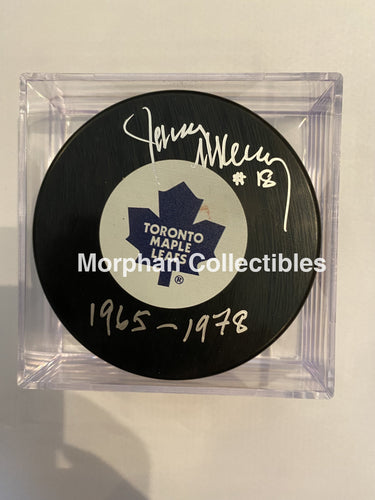 #18
TORONTO
MAPLE
LEAFS
®
Morphan Collectibles
1965-1978